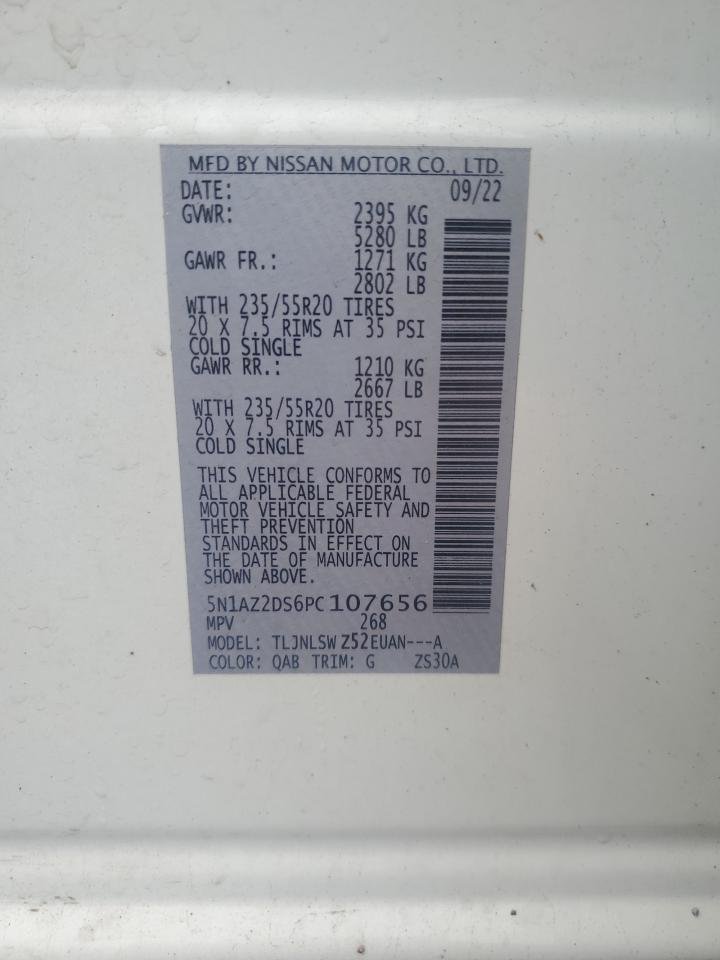 MFD BY NISSAN MOTOR CO., LTD.
DATE: 09/22
GVWR: 2395 KG
5280 LB
GAWR FR.: 1271 KG
2802 LB
WITH 235/55R20 TIRES
20 X 7.5 RIMS AT 35 PSI
COLD SINGLE
GAWR RR.: 1210 KG
2667 LB
WITH 235/55R20 TIRES
20 X 7.5 RIMS AT 35 PSI
COLD SINGLE
THIS VEHICLE CONFORMS TO
ALL APPLICABLE FEDERAL
MOTOR VEHICLE SAFETY AND
THEFT PREVENTION
STANDARDS IN EFFECT ON
THE DATE OF MANUFACTURE
SHOWN ABOVE.
5N1AZ2DS6PC107656
MPV 268
MODEL: TLJNLSW Z52EUAN---A
COLOR: QAB TRIM: G ZS30A